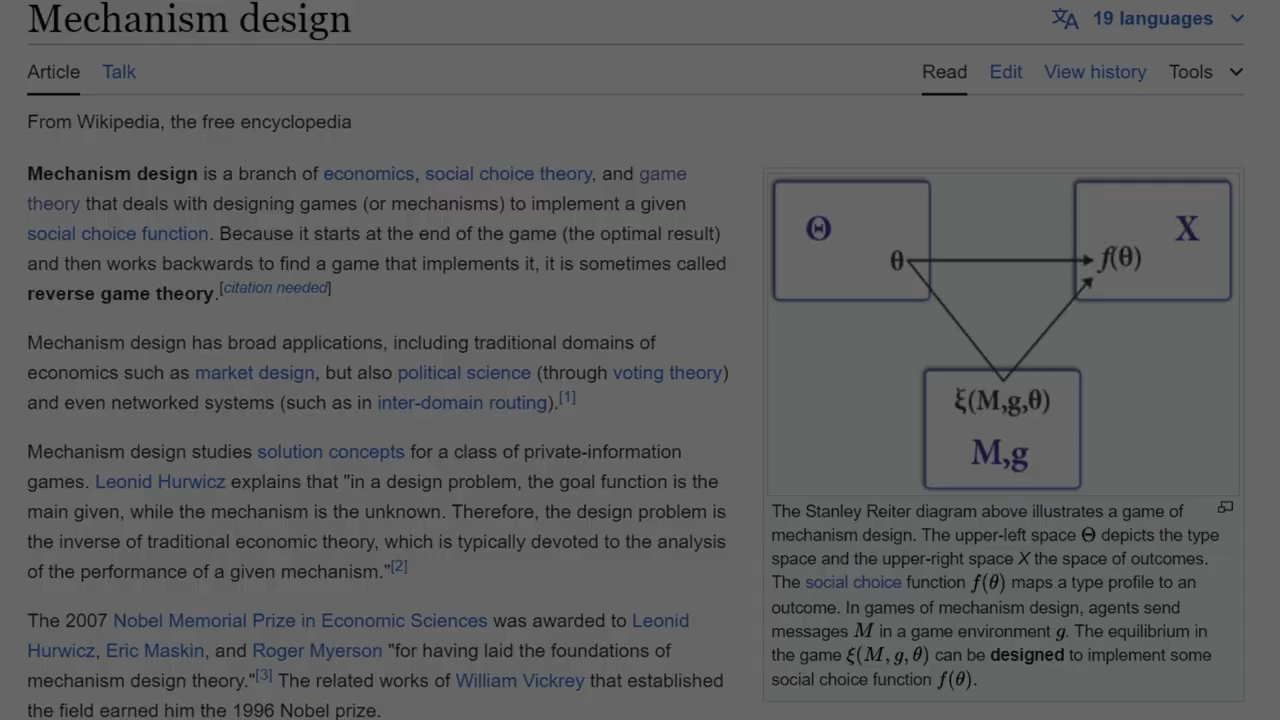 Mechanism design
19 languages
Article Talk
Read Edit View history Tools
From Wikipedia, the free encyclopedia
Mechanism design is a branch of economics, social choice theory, and game
theory that deals with designing games (or mechanisms) to implement a given
social choice function. Because it starts at the end of the game (the optimal result)
and then works backwards to find a game that implements it, it is sometimes called
reverse game theory.[citation needed]
Mechanism design has broad applications, including traditional domains of
economics such as market design, but also political science (through voting theory)
and even networked systems (such as in inter-domain routing).[1]
Mechanism design studies solution concepts for a class of private-information
games. Leonid Hurwicz explains that "in a design problem, the goal function is the
main given, while the mechanism is the unknown. Therefore, the design problem is
the inverse of traditional economic theory, which is typically devoted to the analysis
of the performance of a given mechanism."[2]
The 2007 Nobel Memorial Prize in Economic Sciences was awarded to Leonid
Hurwicz, Eric Maskin, and Roger Myerson "for having laid the foundations of
mechanism design theory."[3] The related works of William Vickrey that established
the field earned him the 1996 Nobel prize.
Θ
X
θ
f(θ)
ξ(M,g,θ)
M,g
The Stanley Reiter diagram above illustrates a game of
mechanism design. The upper-left space Θ depicts the type
space and the upper-right space X the space of outcomes.
The social choice function f(θ) maps a type profile to an
outcome. In games of mechanism design, agents send
messages M in a game environment g. The equilibrium in
the game ξ(M, g, θ) can be designed to implement some
social choice function f(θ).